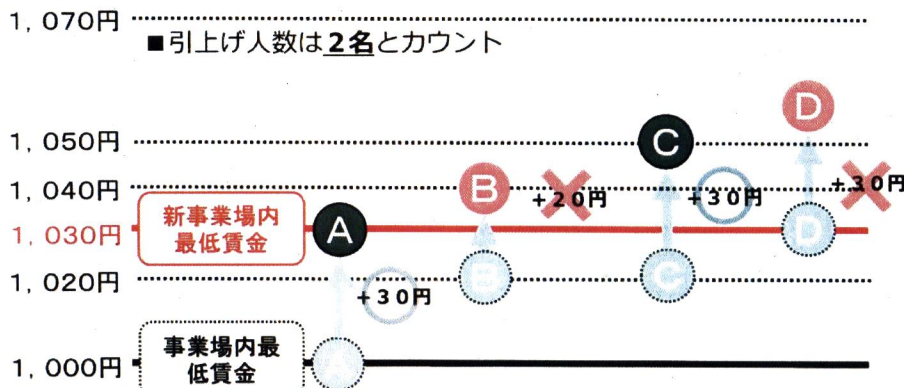 1,070円
■引上げ人数は2名とカウント
D
1,050円
C
1,040円
B
+20円
+30円
+30円
新事業場内
最低賃金
1,030円
A
D
1,020円
B
C
+30円
事業場内最
低賃金
1,000円
A